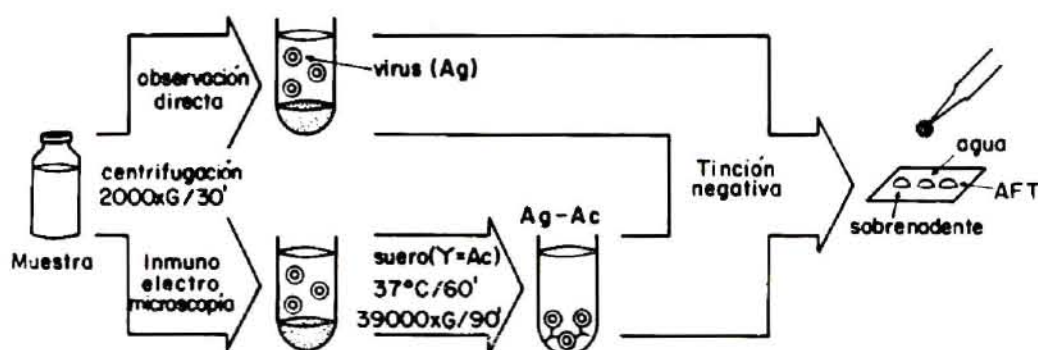 observación
directa
virus (Ag)
centrifugación
2000xG/30'
Muestra
Inmuno
electro
microscopía
suero(Y=Ac)
37°C/60'
39000xG/90'
Ag-Ac
Tinción
negativa
agua
AFT
sobrenadente